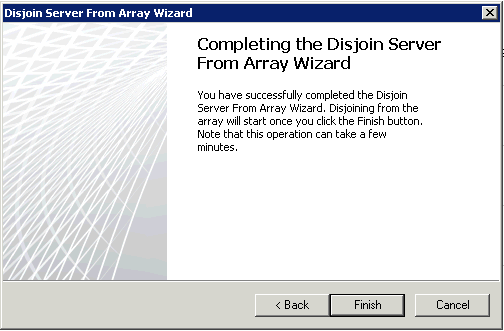 Disjoin Server From Array Wizard
Completing the Disjoin Server
From Array Wizard
You have successfully completed the Disjoin
Server From Array Wizard. Disjoining from the
array will start once you click the Finish button.
Note that this operation can take a few
minutes.
< Back
Finish
Cancel